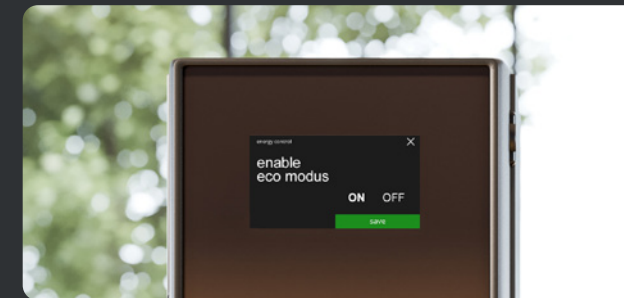 energy control
enable
eco modus
ON OFF
save